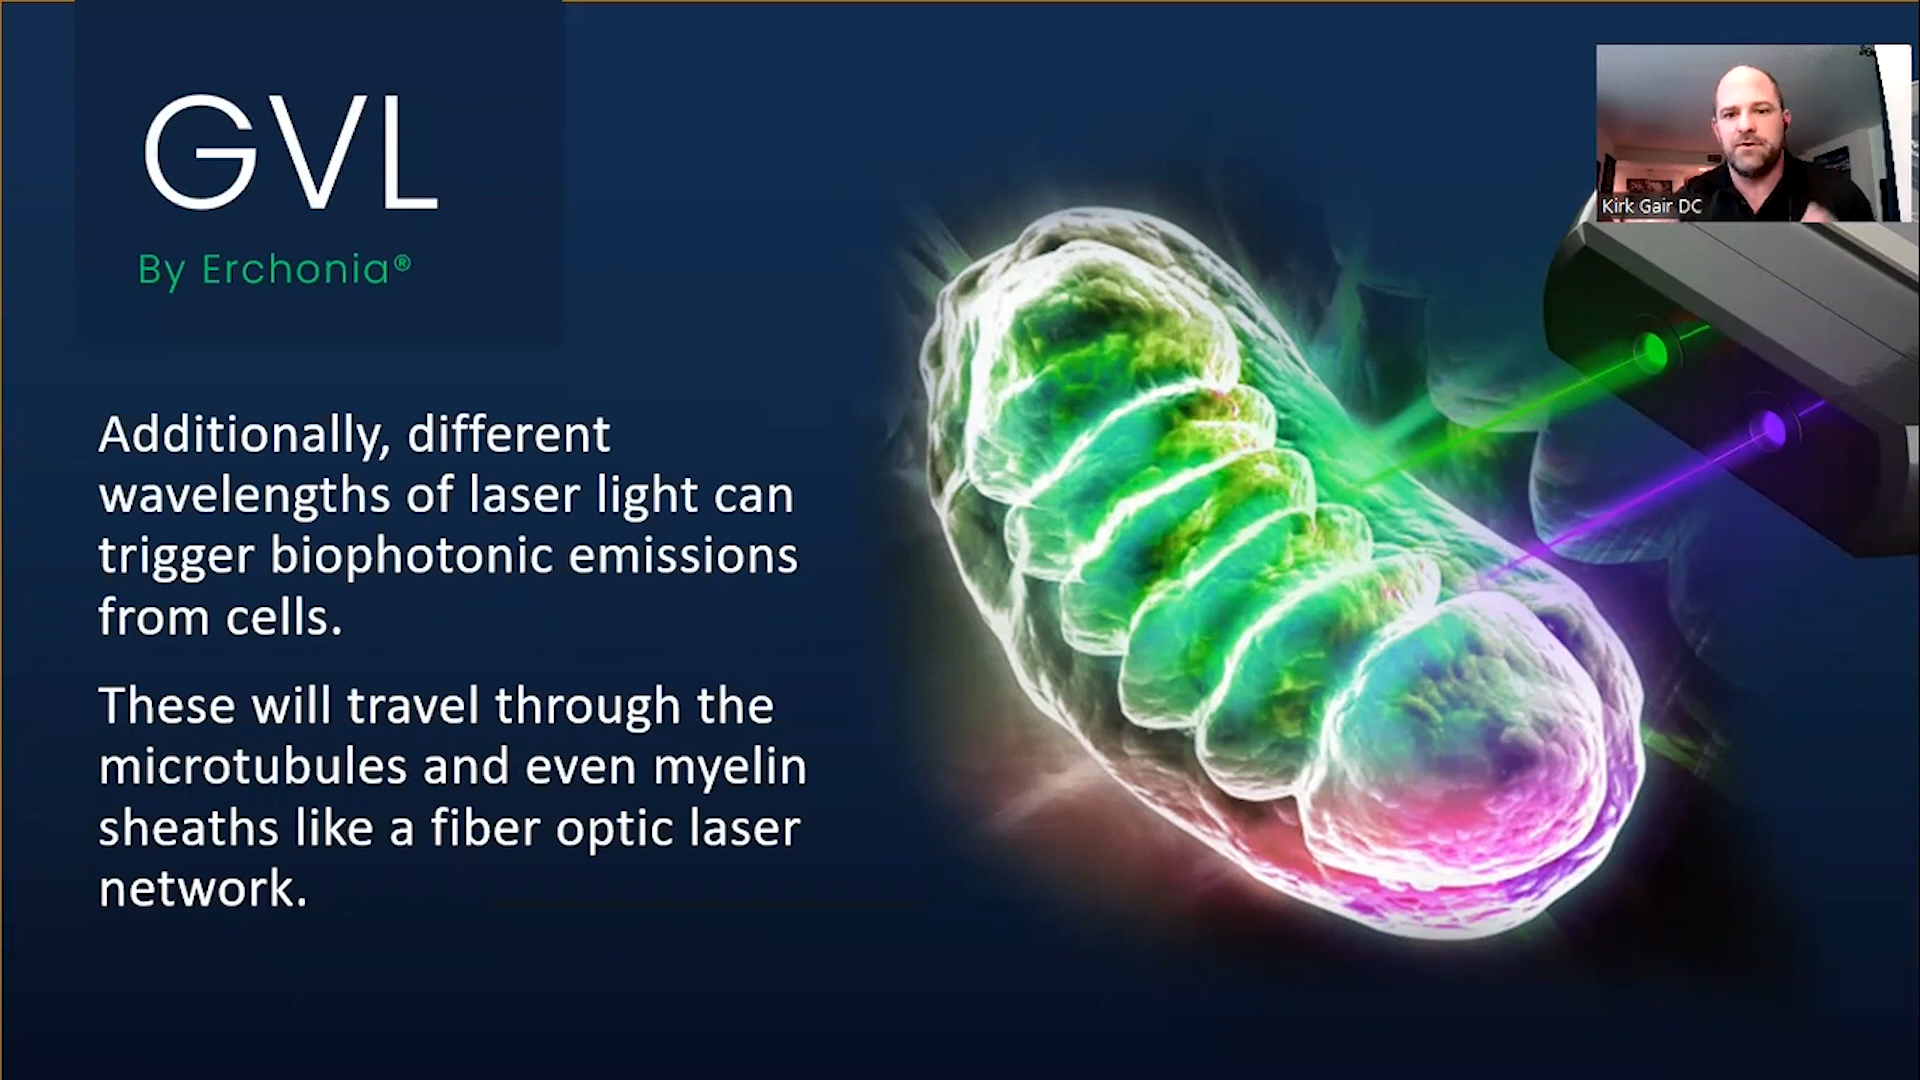 GVL
By Erchonia®
Kirk Gair DC
Additionally, different
wavelengths of laser light can
trigger biophotonic emissions
from cells.
These will travel through the
microtubules and even myelin
sheaths like a fiber optic laser
network.